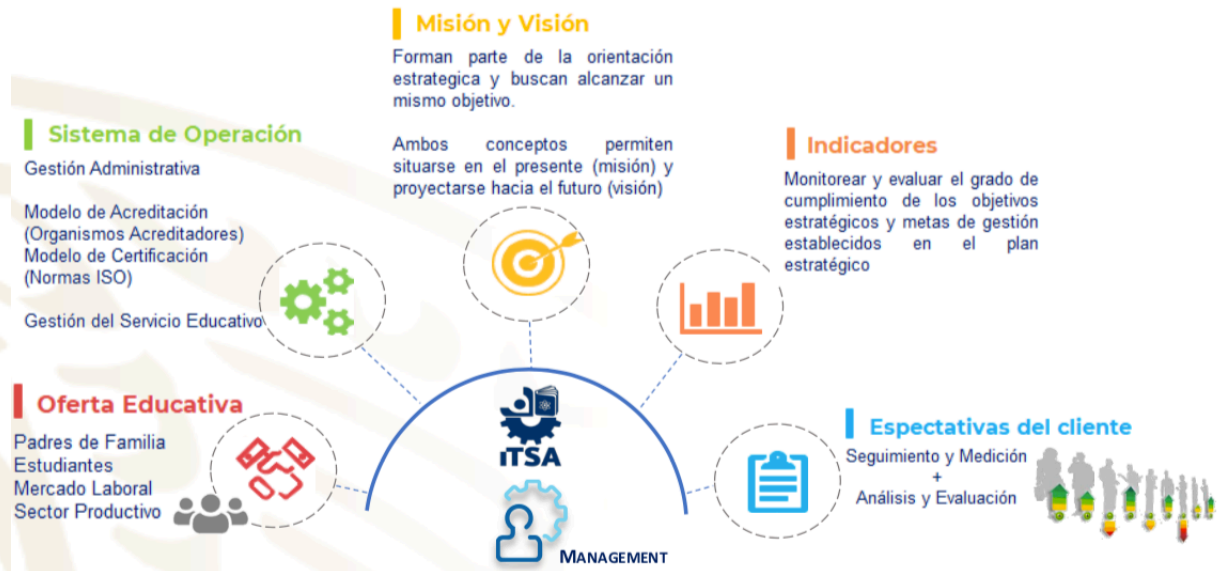 Misión y Visión
Forman parte de la orientación
estrategica y buscan alcanzar un
mismo objetivo.
Ambos conceptos permiten
situarse en el presente (misión) y
proyectarse hacia el futuro (visión)
Sistema de Operación
Gestión Administrativa
Modelo de Acreditación
(Organismos Acreditadores)
Modelo de Certificación
(Normas ISO)
Gestión del Servicio Educativo
Indicadores
Monitorear y evaluar el grado de
cumplimiento de los objetivos
estratégicos y metas de gestión
establecidos en el plan
estratégico
Oferta Educativa
Padres de Familia
Estudiantes
Mercado Laboral
Sector Productivo
iTSA
MANAGEMENT
Espectativas del cliente
Seguimiento y Medición
+
Análisis y Evaluación